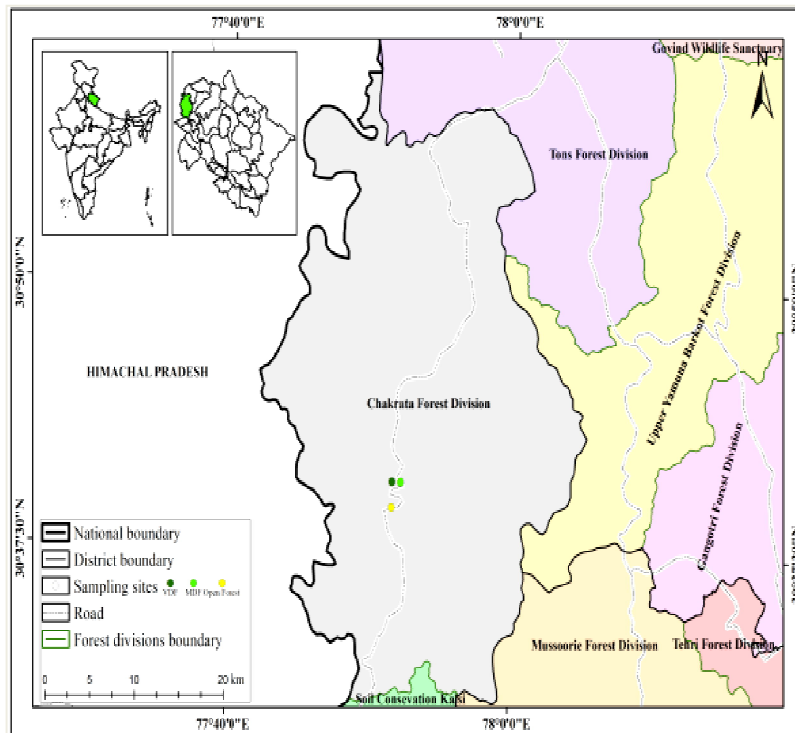 77°40'0"E
78°0'0"E
Govind Wildlife Sanctuary
N
Tons Forest Division
30°50'0"N
Upper Yamuna Barkot Forest Division
HIMACHAL PRADESH
Chakrata Forest Division
Gangotri Forest Division
30°37'30"N
National boundary
District boundary
Sampling sites
VDF
MDF
Open Forest
Road
Forest divisions boundary
0 5 10 20 km
Mussoorie Forest Division
Tehri Forest Division
Soil Consevation Kalsi
77°40'0"E
78°0'0"E